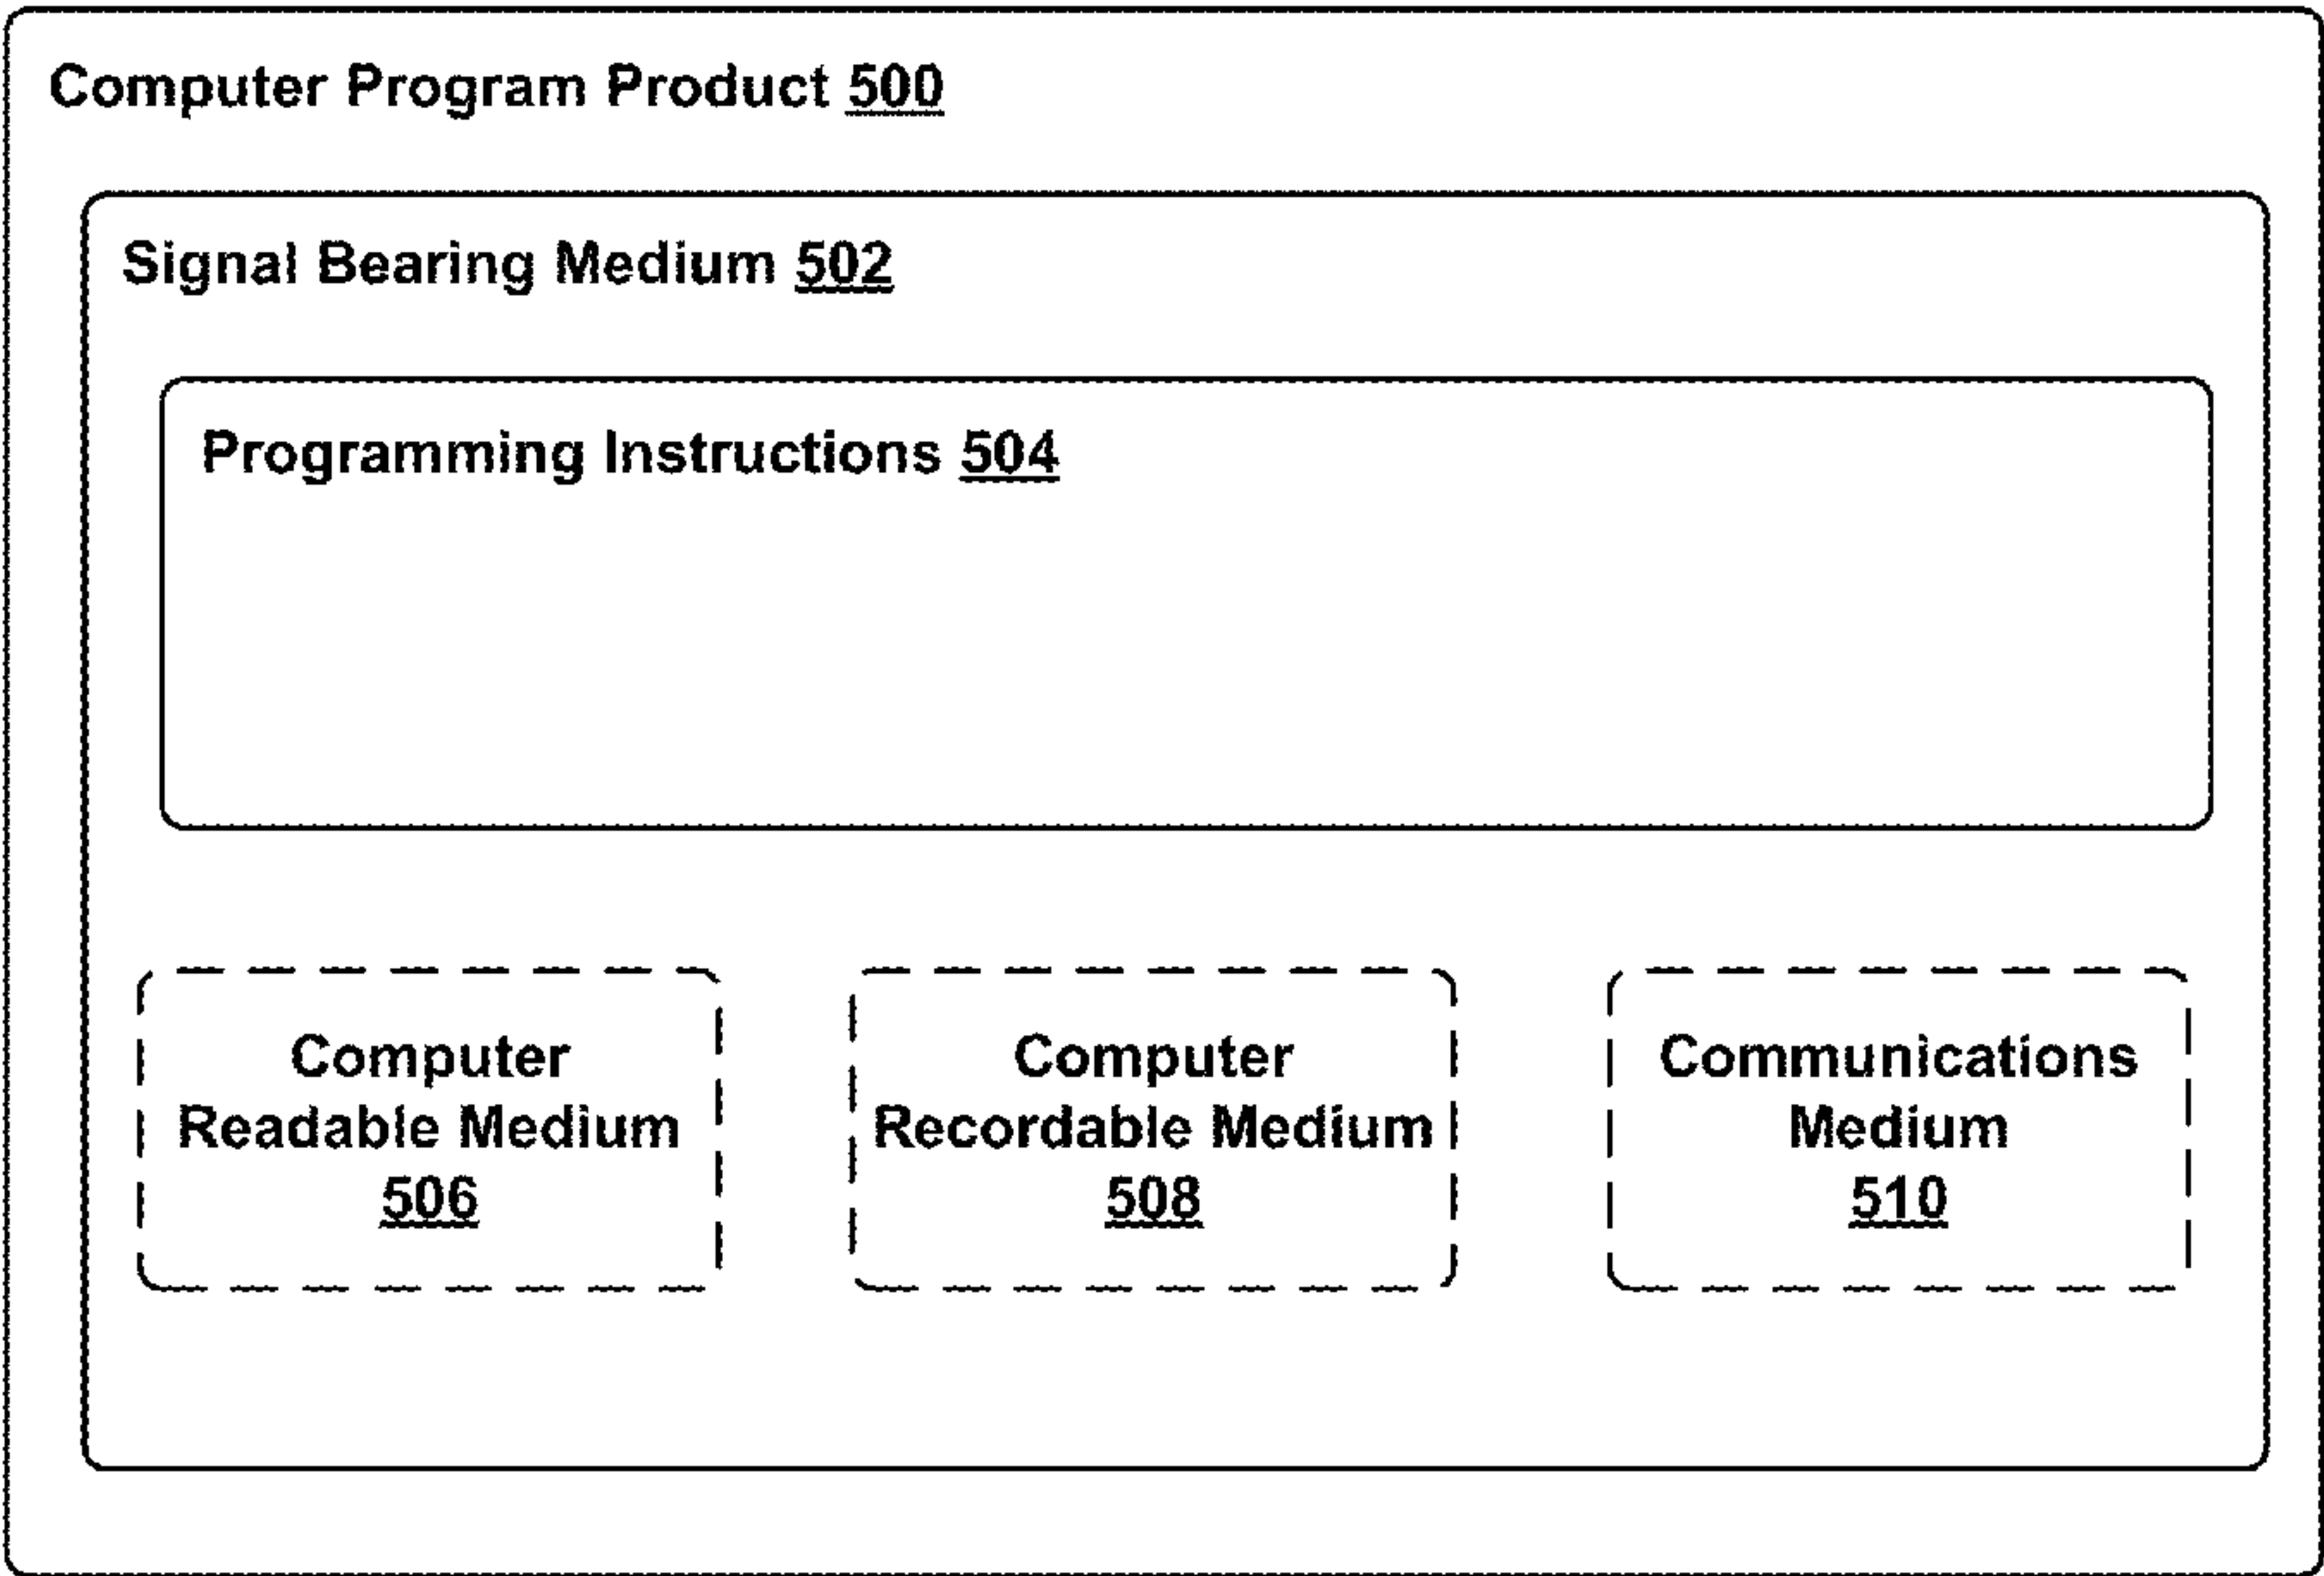 Computer Program Product 500
Signal Bearing Medium 502
Programming Instructions 504
Computer
Readable Medium
506
Computer
Recordable Medium
508
Communications
Medium
510